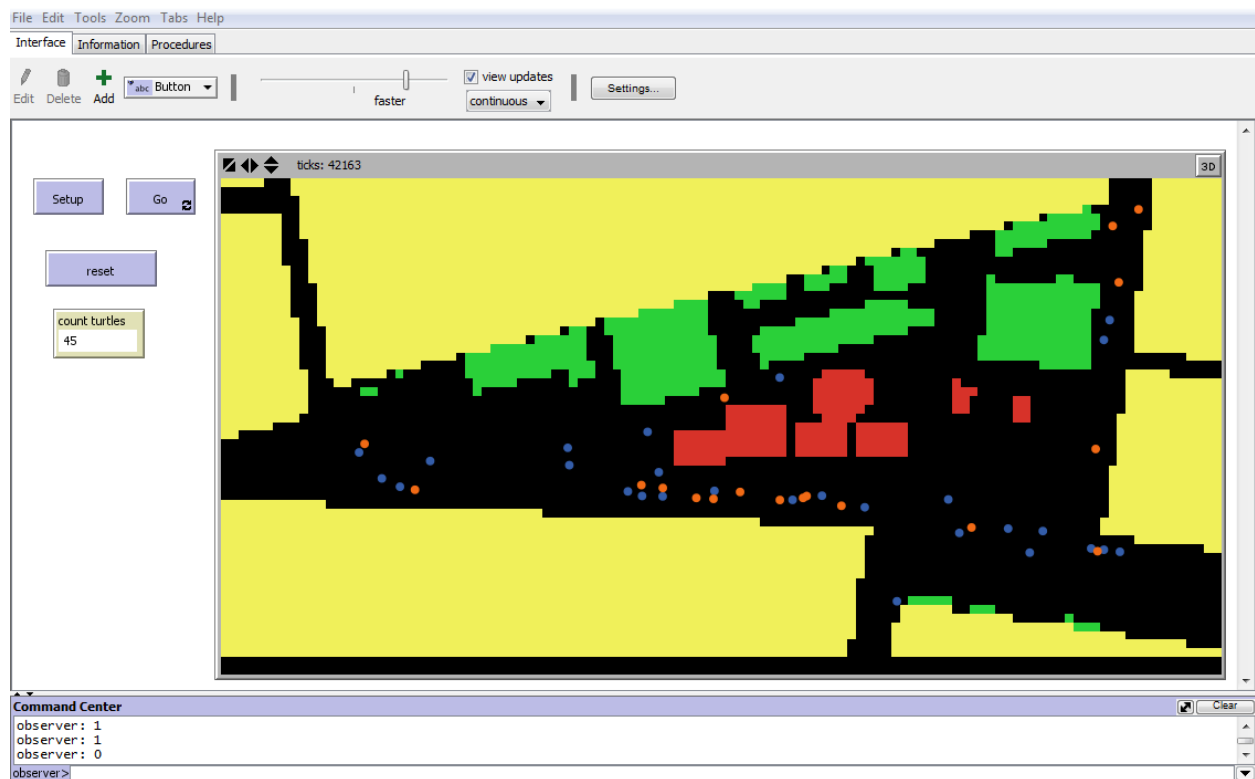 File Edit Tools Zoom Tabs Help
Interface Information Procedures
abc Button
view updates
Edit Delete Add
faster
continuous
Settings...
ticks: 42163
3D
Setup
Go
reset
count turtles
45
Command Center
Clear
observer: 1
observer: 1
observer: 0
observer>